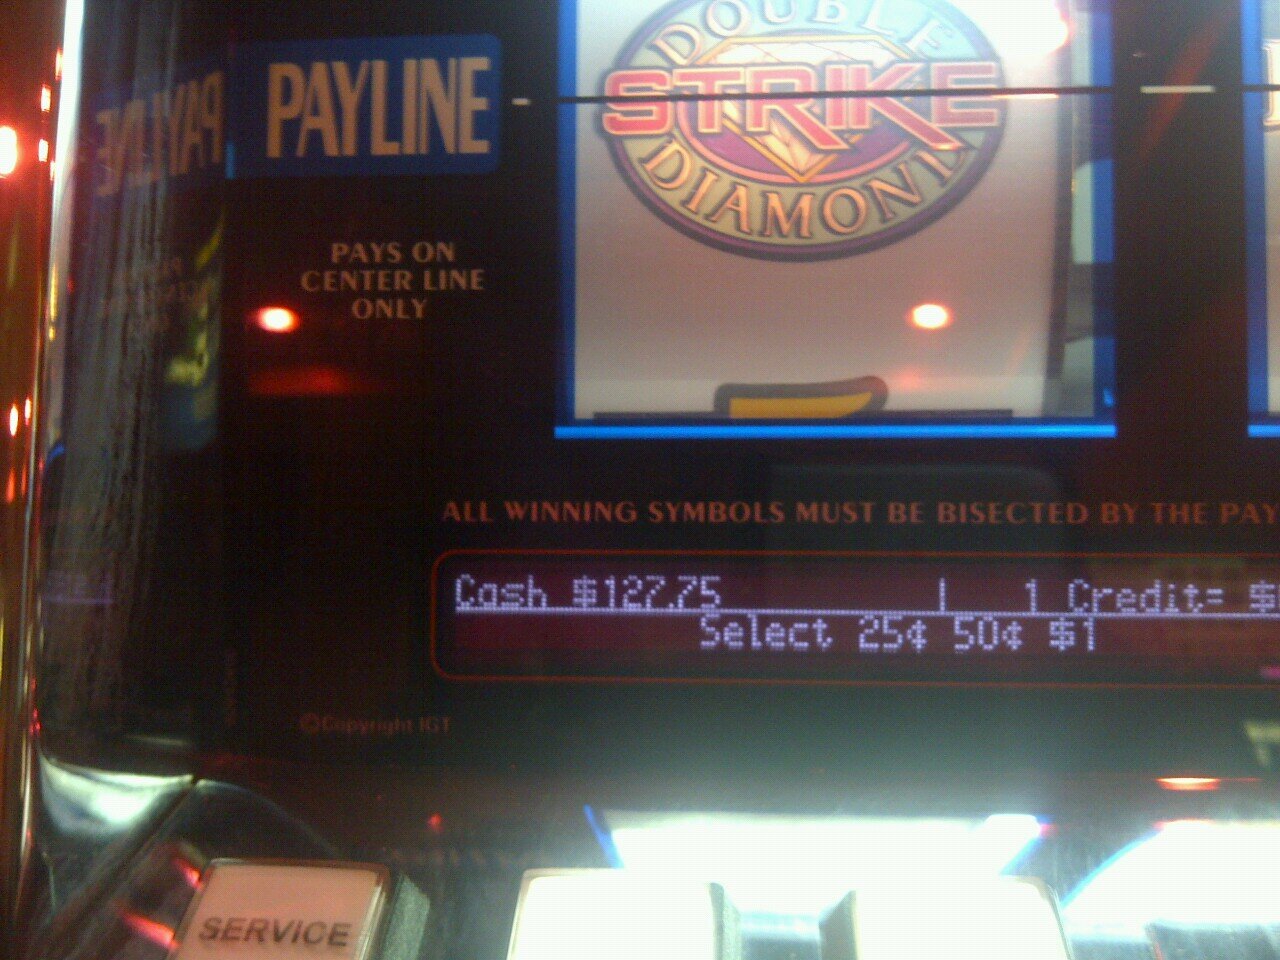 PAYLINE
DOUBLE
STRIKE
DIAMOND
PAYS ON
CENTER LINE
ONLY
ALL WINNING SYMBOLS MUST BE BISECTED BY THE PAY
Cash $127.75 | 1 Credit= $
Select 25¢ 50¢ $1
©Copyright IGT
SERVICE